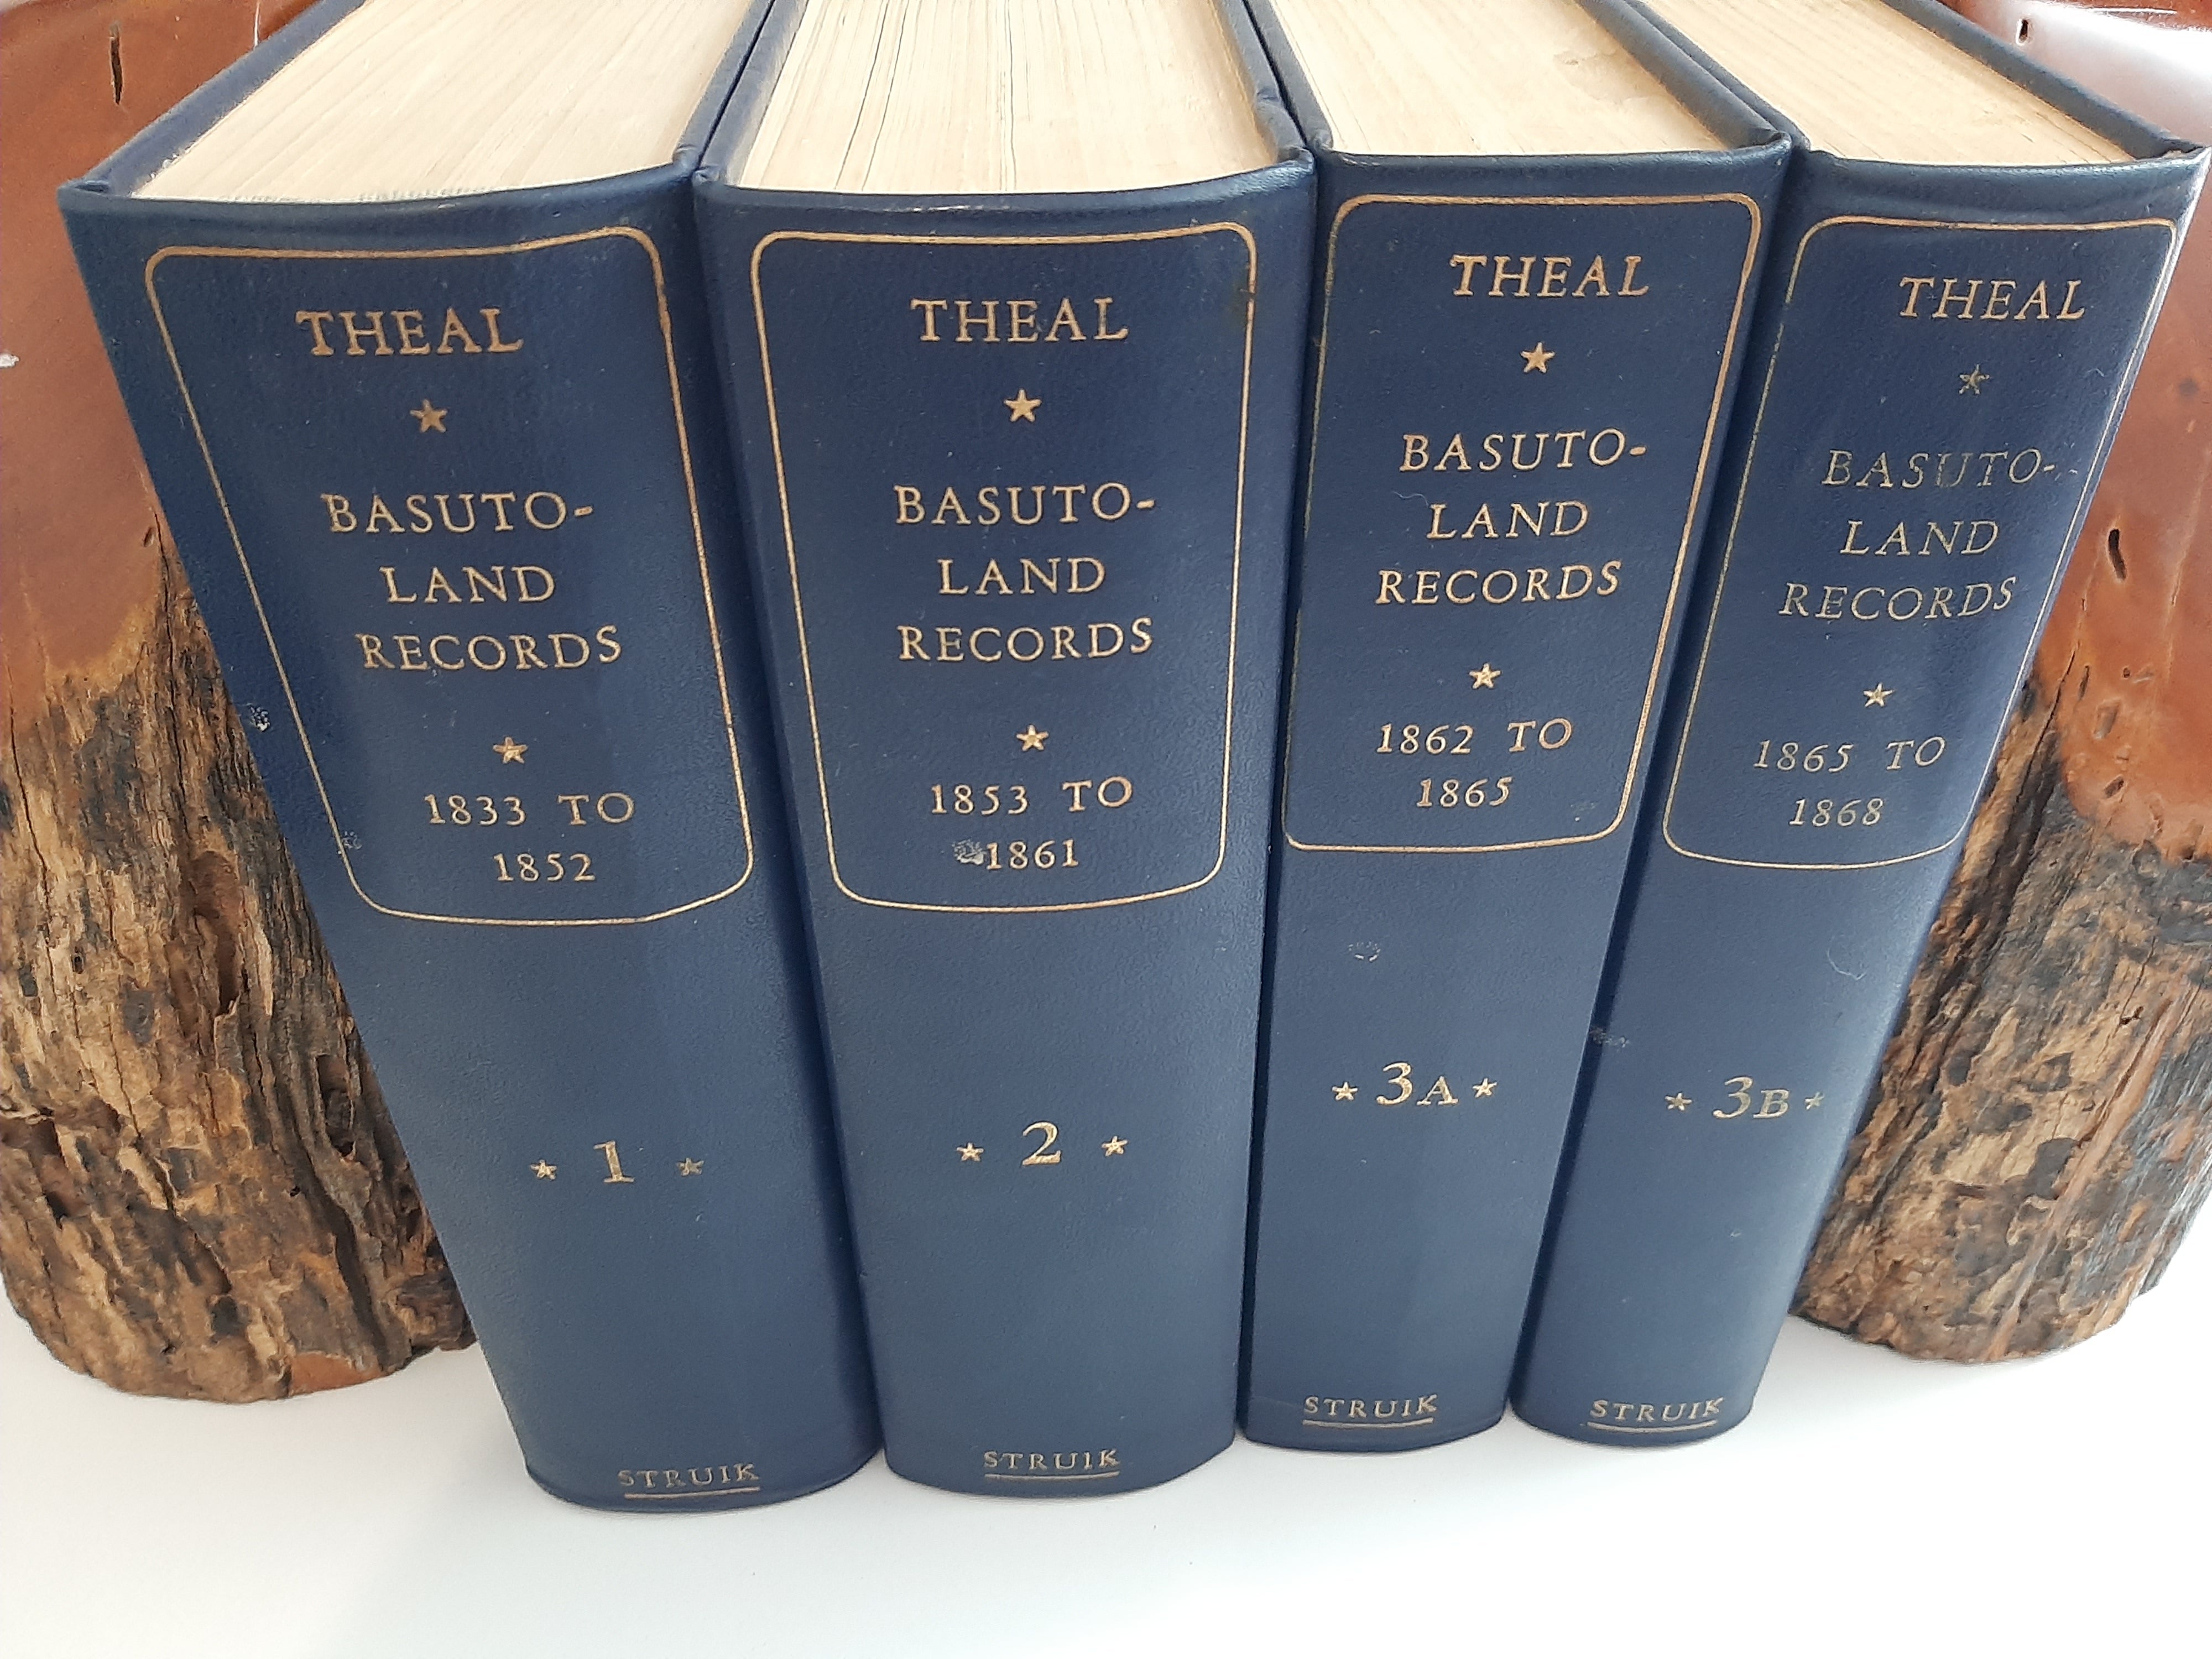 THEAL
BASUTO-
LAND
RECORDS
1833 TO
1852
1
STRUIK
THEAL
BASUTO-
LAND
RECORDS
1853 TO
1861
2
STRUIK
THEAL
BASUTO-
LAND
RECORDS
1862 TO
1865
3A
STRUIK
THEAL
BASUTO-
LAND
RECORDS
1865 TO
1868
3B
STRUIK